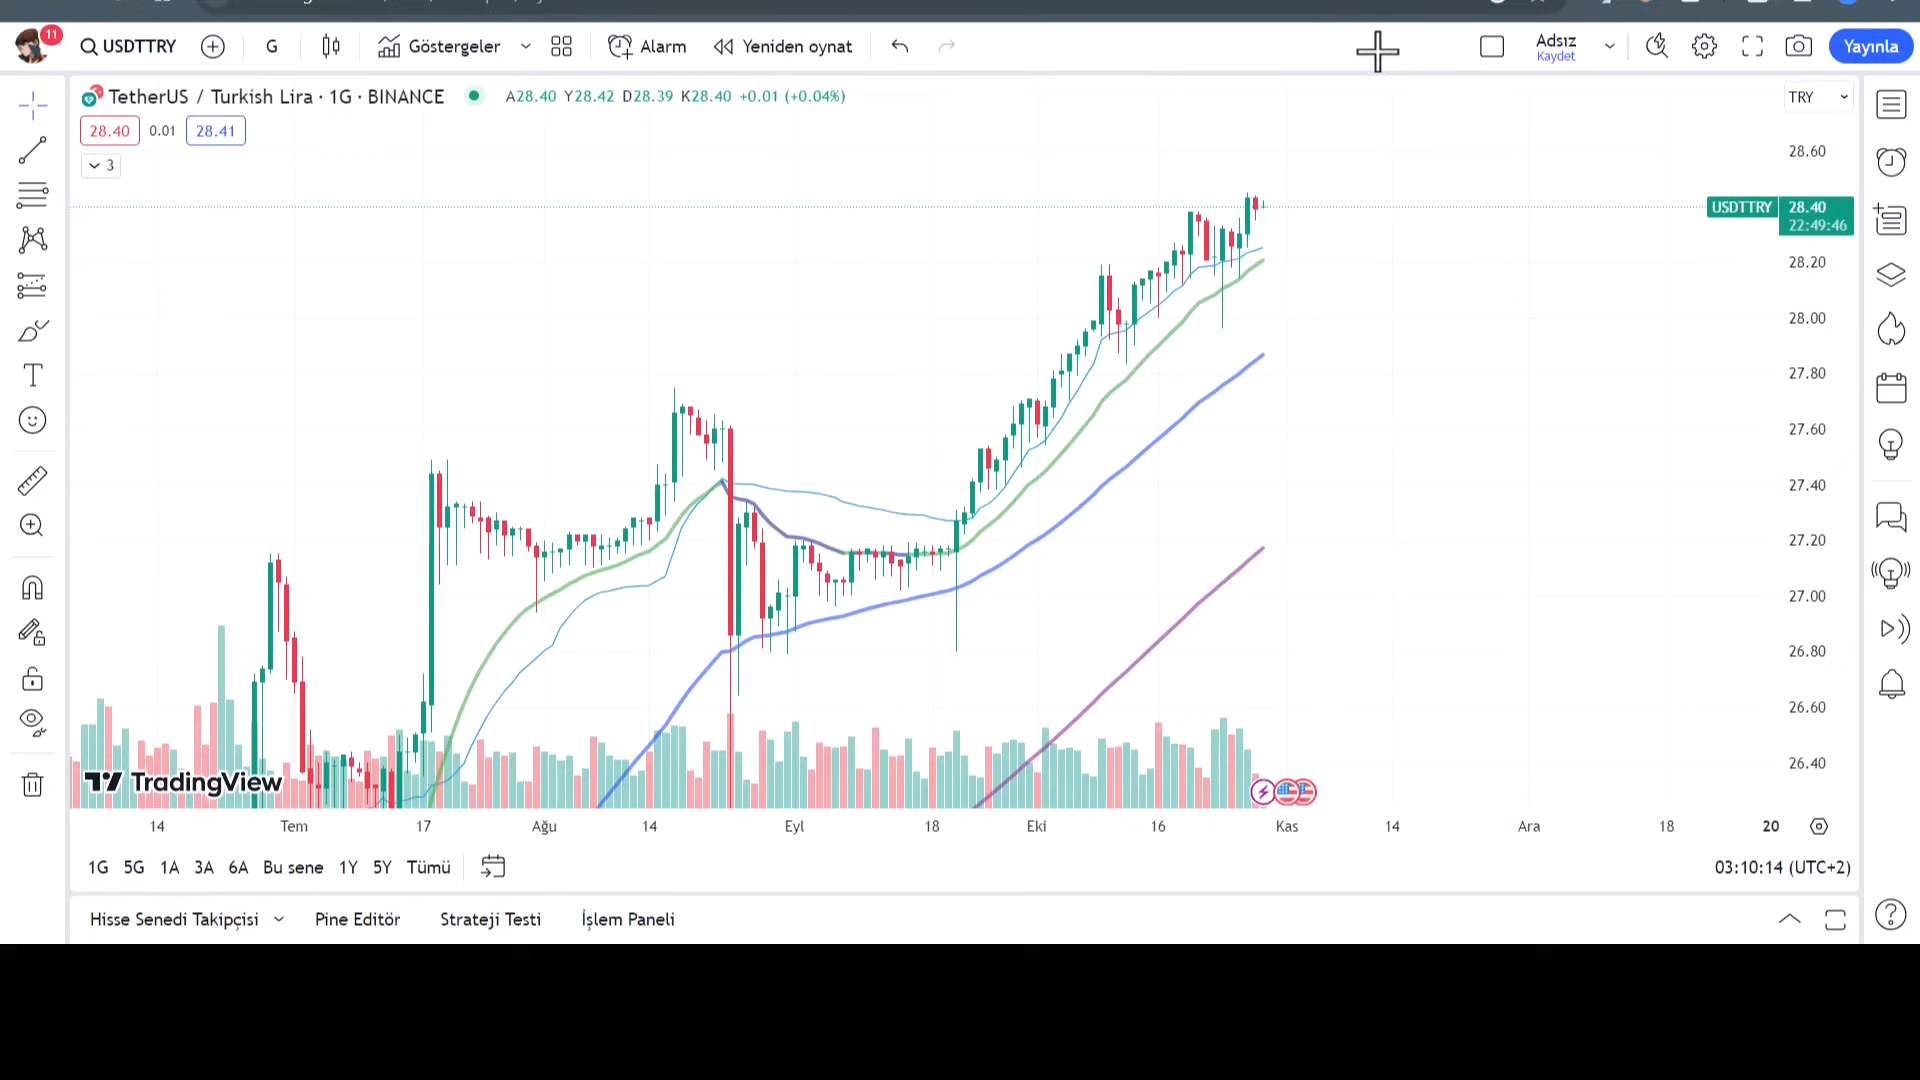 11
USDTTRY
G
Göstergeler
Alarm
Yeniden oynat
Adsız
Kaydet
Yayınla
TetherUS / Turkish Lira · 1G · BINANCE
A28.40 Y28.42 D28.39 K28.40 +0.01 (+0.04%)
TRY
28.40 0.01 28.41
3
28.60
USDTTRY 28.40
22:49:46
28.20
28.00
27.80
27.60
27.40
27.20
27.00
26.80
26.60
26.40
TradingView
14 Tem 17 Ağu 14 Eyl 18 Eki 16 Kas 14 Ara 18 20
1G 5G 1A 3A 6A Bu sene 1Y 5Y Tümü
03:10:14 (UTC+2)
Hisse Senedi Takipçisi Pine Editör Strateji Testi İşlem Paneli